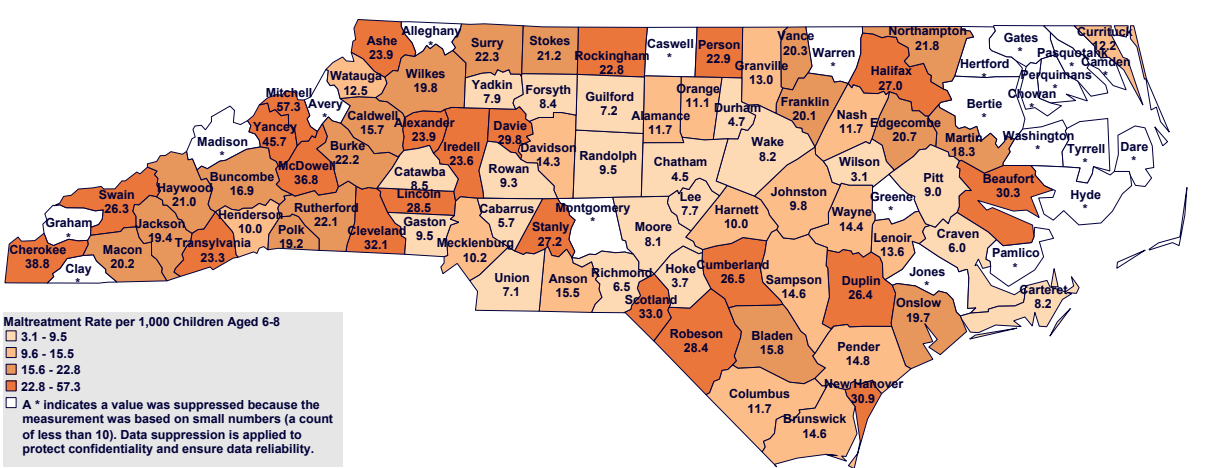 Alleghany
*
Ashe
23.9
Surry
22.3
Stokes
21.2
Rockingham
22.8
Caswell
*
Person
22.9
Vance
20.3
Warren
*
Northampton
21.8
Gates
*
Currituck
12.2
Pasquotank
*
Camden
*
Hertford
*
Perquimans
*
Chowan
*
Granville
13.0
Halifax
27.0
Watauga
12.5
Wilkes
19.8
Yadkin
7.9
Forsyth
8.4
Guilford
7.2
Alamance
11.7
Orange
11.1
Durham
4.7
Franklin
20.1
Nash
11.7
Edgecombe
20.7
Bertie
*
Mitchell
57.3
Avery
*
Caldwell
15.7
Alexander
23.9
Iredell
23.6
Davie
29.8
Davidson
14.3
Randolph
9.5
Chatham
4.5
Wake
8.2
Wilson
3.1
Martin
18.3
Washington
*
Tyrrell
*
Dare
*
Madison
*
Yancey
45.7
McDowell
36.8
Burke
22.2
Catawba
8.5
Rowan
9.3
Pitt
9.0
Beaufort
30.3
Hyde
*
Swain
26.3
Haywood
21.0
Buncombe
16.9
Rutherford
22.1
Lincoln
28.5
Gaston
9.5
Cabarrus
5.7
Stanly
27.2
Montgomery
*
Moore
8.1
Lee
7.7
Harnett
10.0
Johnston
9.8
Wayne
14.4
Greene
*
Lenoir
13.6
Craven
6.0
Pamlico
*
Graham
*
Jackson
19.4
Henderson
10.0
Polk
19.2
Cleveland
32.1
Mecklenburg
10.2
Cherokee
38.8
Clay
*
Macon
20.2
Transylvania
23.3
Union
7.1
Anson
15.5
Richmond
6.5
Hoke
3.7
Cumberland
26.5
Sampson
14.6
Duplin
26.4
Jones
*
Onslow
19.7
Carteret
8.2
Scotland
33.0
Robeson
28.4
Bladen
15.8
Pender
14.8
New Hanover
30.9
Columbus
11.7
Brunswick
14.6
Maltreatment Rate per 1,000 Children Aged 6-8
3.1 - 9.5
9.6 - 15.5
15.6 - 22.8
22.8 - 57.3
A * indicates a value was suppressed because the
measurement was based on small numbers (a count
of less than 10). Data suppression is applied to
protect confidentiality and ensure data reliability.